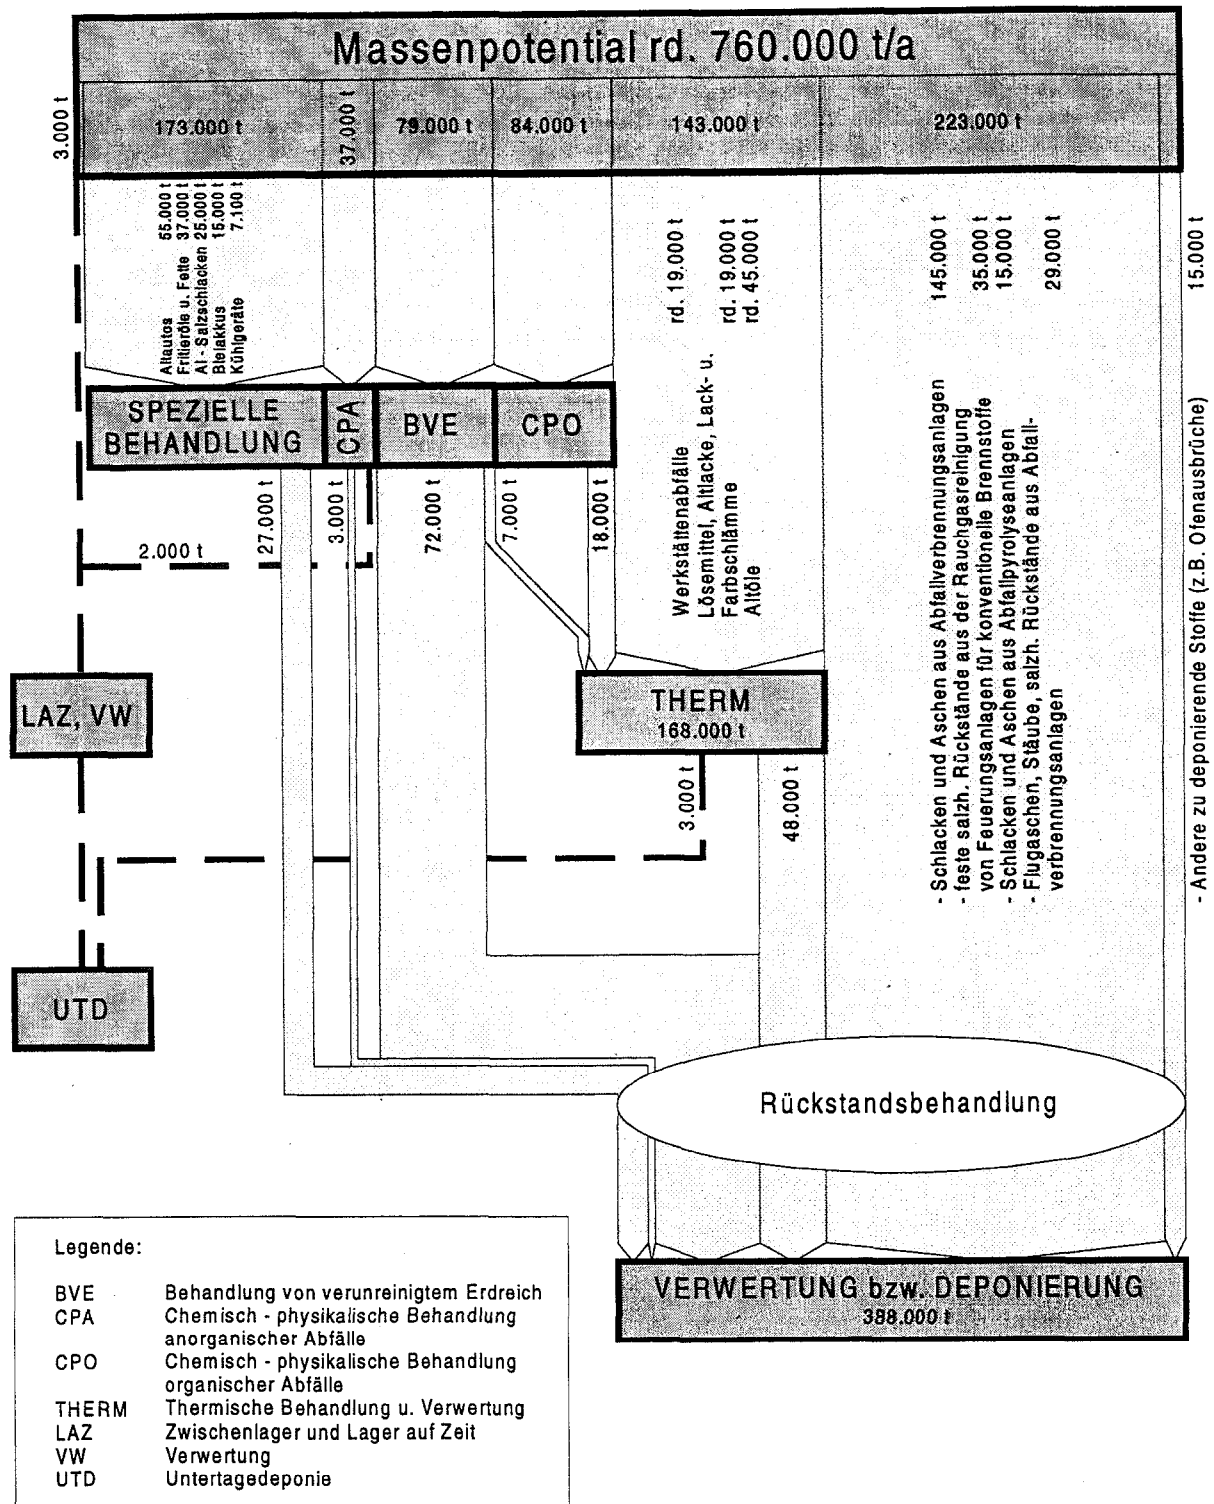 Massenpotential rd. 760.000 t/a
3.000 t
173.000 t
37.000 t
79.000 t
84.000 t
143.000 t
223.000 t
15.000 t
Altautos 55.000 t
Fritieröle u. Fette 37.000 t
Al - Salzschlacken 25.000 t
Bleiakkus 15.000 t
Kühlgeräte 7.100 t
Werkstättenabfälle rd. 19.000 t
Lösemittel, Altlacke, Lack- u.
Farbschlämme rd. 19.000 t
Altöle rd. 45.000 t
- Schlacken und Aschen aus Abfallverbrennungsanlagen 145.000 t
- feste salzh. Rückstände aus der Rauchgasreinigung
von Feuerungsanlagen für konventionelle Brennstoffe 35.000 t
- Schlacken und Aschen aus Abfallpyrolyseanlagen 15.000 t
- Flugaschen, Stäube, salzh. Rückstände aus Abfall-
verbrennungsanlagen 29.000 t
- Andere zu deponierende Stoffe (z.B. Ofenausbrüche)
SPEZIELLE
BEHANDLUNG
CPA
BVE
CPO
2.000 t
27.000 t
3.000 t
72.000 t
7.000 t
18.000 t
LAZ, VW
THERM
168.000 t
3.000 t
48.000 t
UTD
Rückstandsbehandlung
VERWERTUNG bzw. DEPONIERUNG
388.000 t
Legende:
BVE Behandlung von verunreinigtem Erdreich
CPA Chemisch - physikalische Behandlung
anorganischer Abfälle
CPO Chemisch - physikalische Behandlung
organischer Abfälle
THERM Thermische Behandlung u. Verwertung
LAZ Zwischenlager und Lager auf Zeit
VW Verwertung
UTD Untertagedeponie